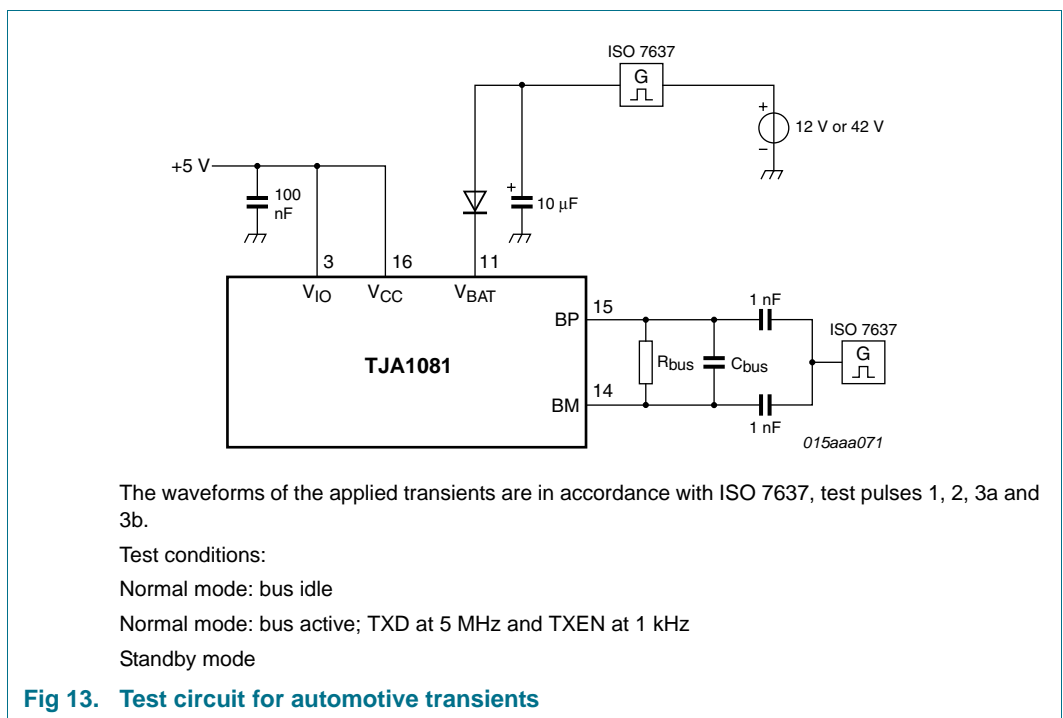 ISO 7637
G
+
12 V or 42 V
−
+5 V
100
nF
+
10 μF
3
16
11
VIO
VCC
VBAT
BP
15
1 nF
ISO 7637
G
TJA1081
Rbus
Cbus
BM
14
1 nF
015aaa071
The waveforms of the applied transients are in accordance with ISO 7637, test pulses 1, 2, 3a and
3b.
Test conditions:
Normal mode: bus idle
Normal mode: bus active; TXD at 5 MHz and TXEN at 1 kHz
Standby mode
Fig 13. Test circuit for automotive transients